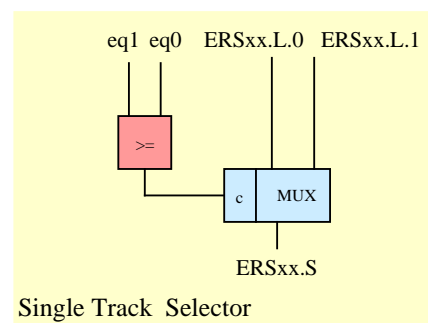 eq1 eq0 ERSxx.L.0 ERSxx.L.1
>=
c MUX
ERSxx.S
Single Track Selector